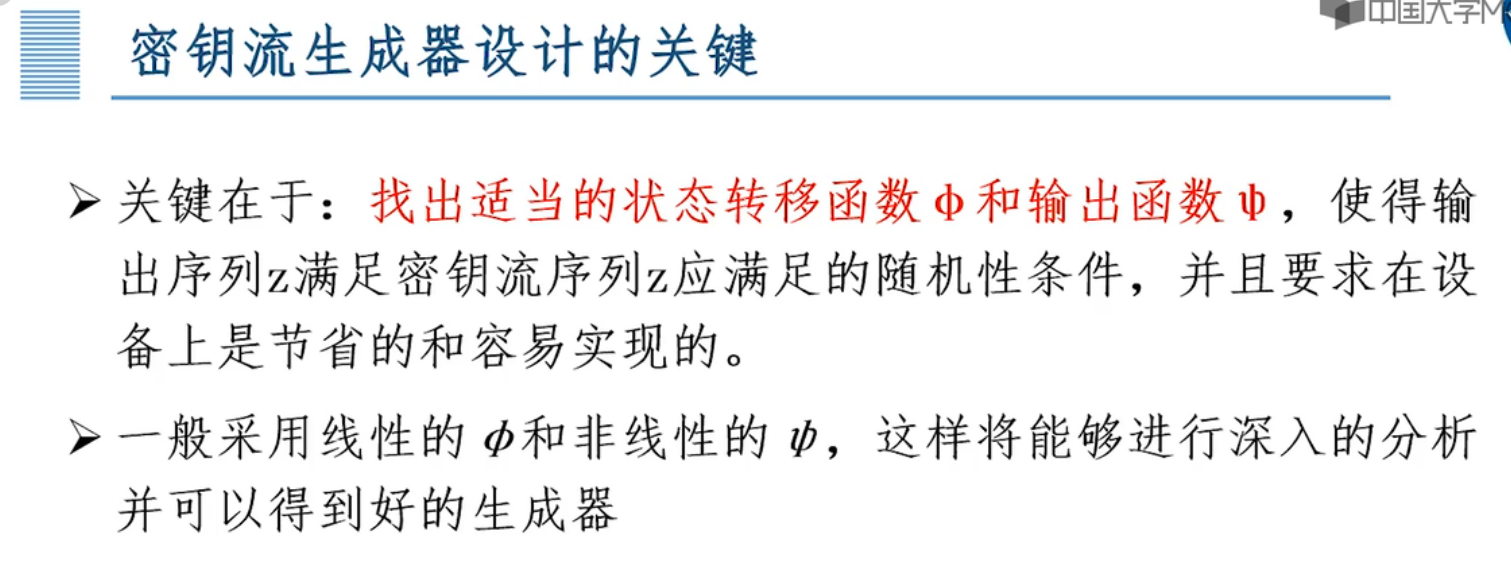 中国大学M
密钥流生成器设计的关键
➢关键在于：找出适当的状态转移函数φ和输出函数ψ，使得输
出序列z满足密钥流序列z应满足的随机性条件，并且要求在设
备上是节省的和容易实现的。
➢一般采用线性的 φ和非线性的 ψ，这样将能够进行深入的分析
并可以得到好的生成器